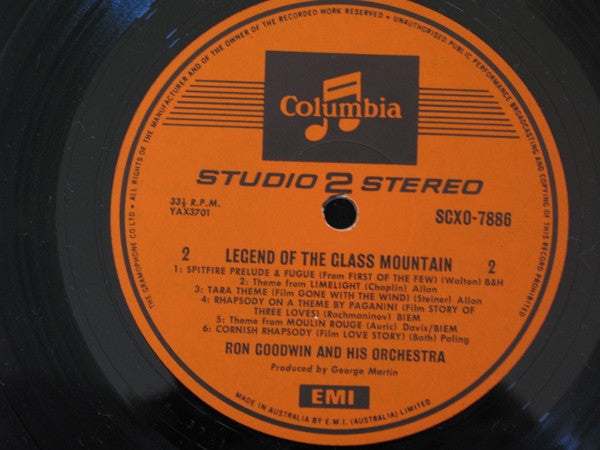 THE GRAMOPHONE CO LTD • ALL RIGHTS OF THE MANUFACTURER AND OF THE OWNER OF THE RECORDED WORK RESERVED • UNAUTHORISED PUBLIC PERFORMANCE BROADCASTING AND COPYING OF THIS RECORD PROHIBITED
Columbia
STUDIO 2 STEREO
33⅓ R.P.M.
YAX3701
SCXO-7886
2 LEGEND OF THE GLASS MOUNTAIN 2
1: SPITFIRE PRELUDE & FUGUE (From FIRST OF THE FEW) (Walton) B&H
2: Theme from LIMELIGHT (Chaplin) Allan
3: TARA THEME (Film GONE WITH THE WIND) (Steiner) Allan
4: RHAPSODY ON A THEME BY PAGANINI (Film STORY OF
THREE LOVES) (Rachmaninov) BIEM
5: Theme from MOULIN ROUGE (Auric) Davis/BIEM
6: CORNISH RHAPSODY (Film LOVE STORY) (Bath) Paling
RON GOODWIN AND HIS ORCHESTRA
Produced by George Martin
EMI
MADE IN AUSTRALIA BY E.M.I. (AUSTRALIA) LIMITED